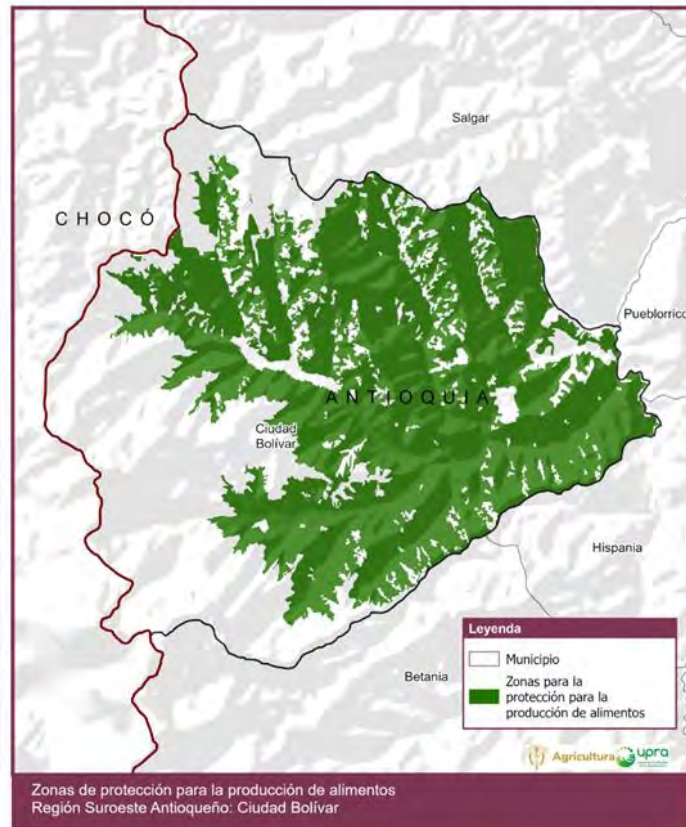 Salgar
CHOCÓ
Pueblorrico
ANTIOQUIA
Ciudad
Bolívar
Hispania
Betania
Leyenda
Municipio
Zonas para la
protección para la
producción de alimentos
Agricultura upra
Zonas de protección para la producción de alimentos
Región Suroeste Antioqueño: Ciudad Bolívar